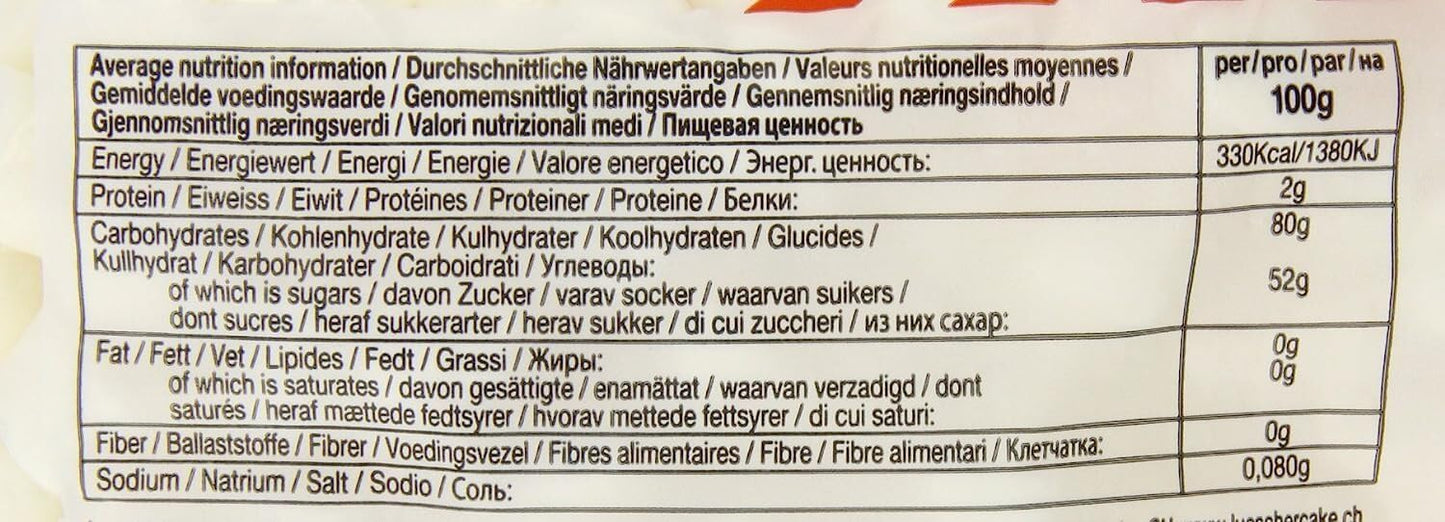 Average nutrition information / Durchschnittliche Nährwertangaben / Valeurs nutritionelles moyennes / per/pro/par/на
Gemiddelde voedingswaarde / Genomemsnittligt näringsvärde / Gennemsnitlig næringsindhold / 100g
Gjennomsnittlig næringsverdi / Valori nutrizionali medi / Пищевая ценность
Energy / Energiewert / Energi / Energie / Valore energetico / Энерг. ценность: 330Kcal/1380KJ
Protein / Eiweiss / Eiwit / Protéines / Proteiner / Proteine / Белки: 2g
Carbohydrates / Kohlenhydrate / Kulhydrater / Koolhydraten / Glucides / 80g
Kullhydrat / Karbohydrater / Carboidrati / Углеводы:
of which is sugars / davon Zucker / varav socker / waarvan suikers / 52g
dont sucres / heraf sukkerarter / herav sukker / di cui zuccheri / из них сахар:
Fat / Fett / Vet / Lipides / Fedt / Grassi / Жиры: 0g
of which is saturates / davon gesättigte / enamättat / waarvan verzadigd / dont 0g
saturés / heraf mættede fedtsyrer / hvorav mettede fettsyrer / di cui saturi:
Fiber / Ballaststoffe / Fibrer / Voedingsvezel / Fibres alimentaires / Fibre / Fibre alimentari / Клетчатка: 0g
Sodium / Natrium / Salt / Sodio / Соль: 0,080g